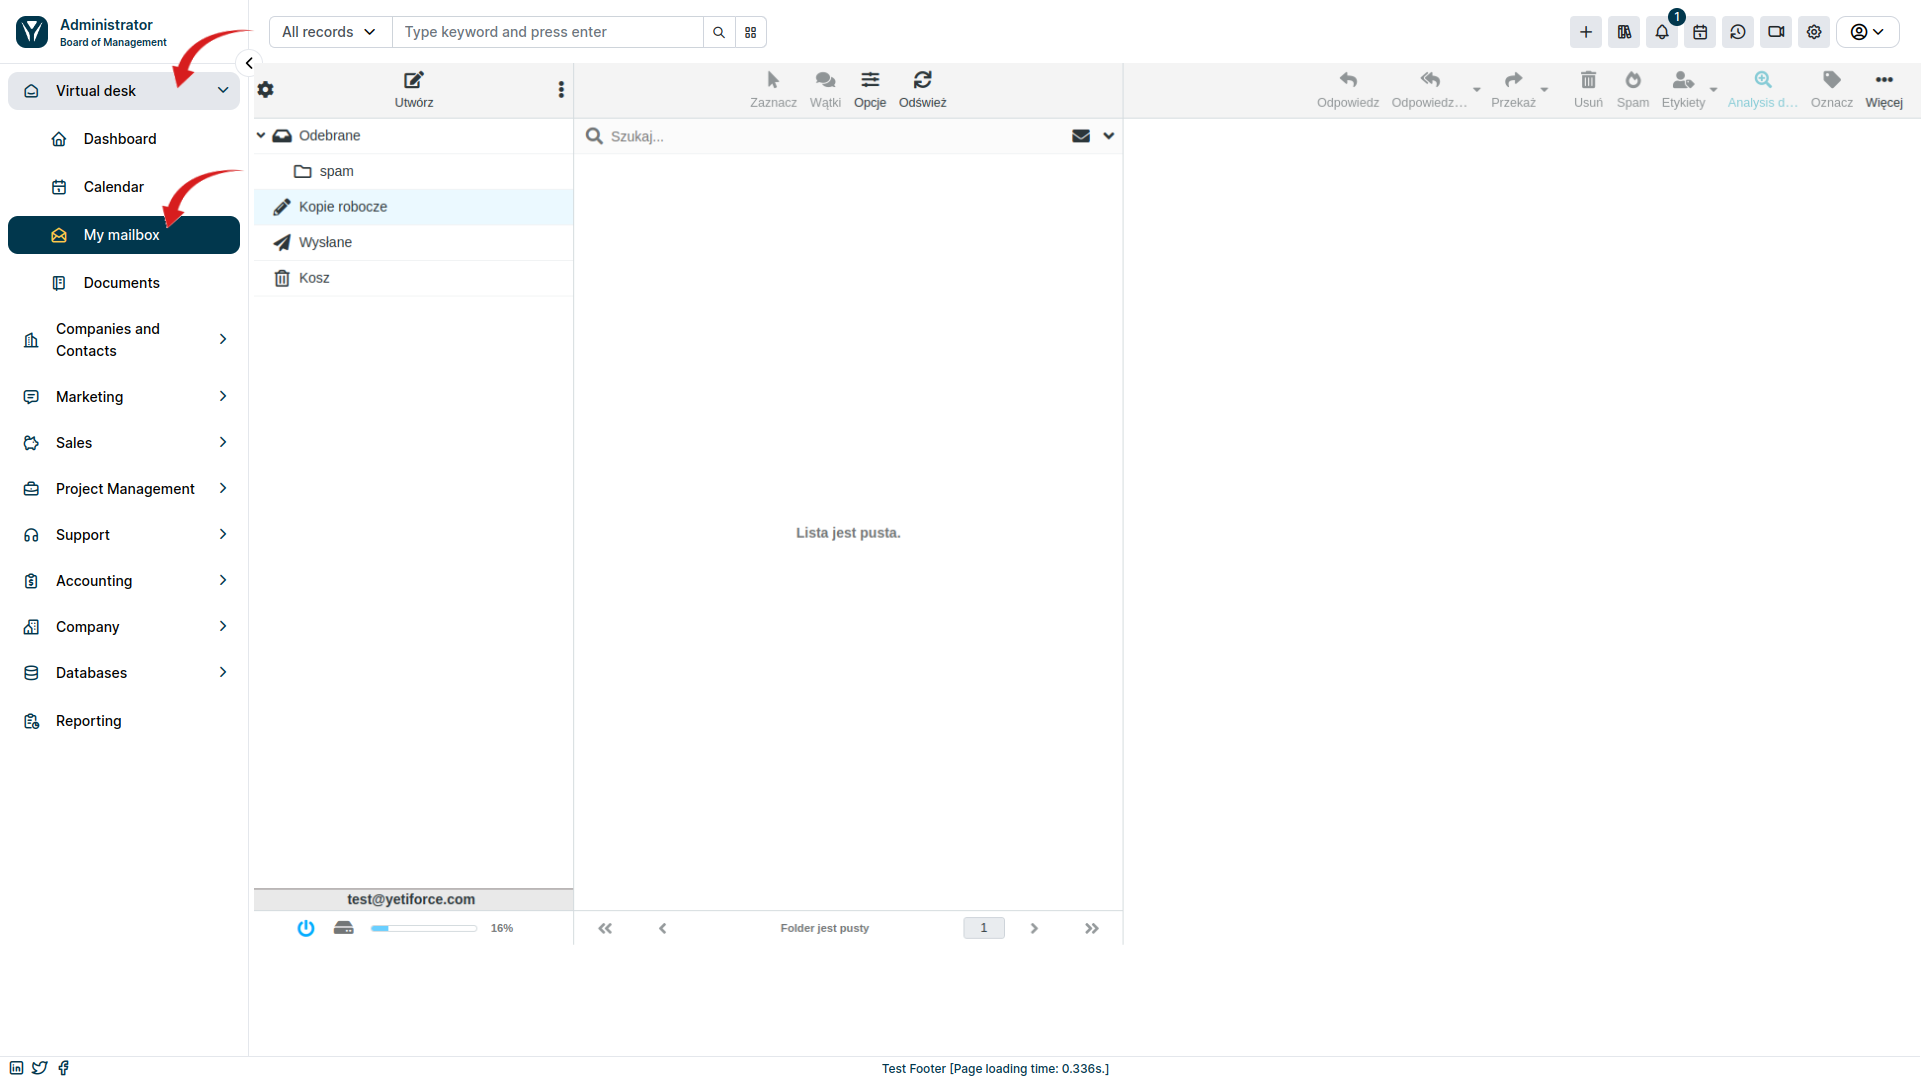 Administrator
Board of Management
All records
Type keyword and press enter
1
Virtual desk
Dashboard
Calendar
My mailbox
Documents
Companies and
Contacts
Marketing
Sales
Project Management
Support
Accounting
Company
Databases
Reporting
Utwórz
Odebrane
spam
Kopie robocze
Wysłane
Kosz
test@yetiforce.com
16%
Zaznacz Wątki Opcje Odśwież
Szukaj...
Lista jest pusta.
Folder jest pusty
1
Odpowiedz Odpowiedz... Przekaż Usuń Spam Etykiety Analysis d... Oznacz Więcej
Test Footer [Page loading time: 0.336s.]